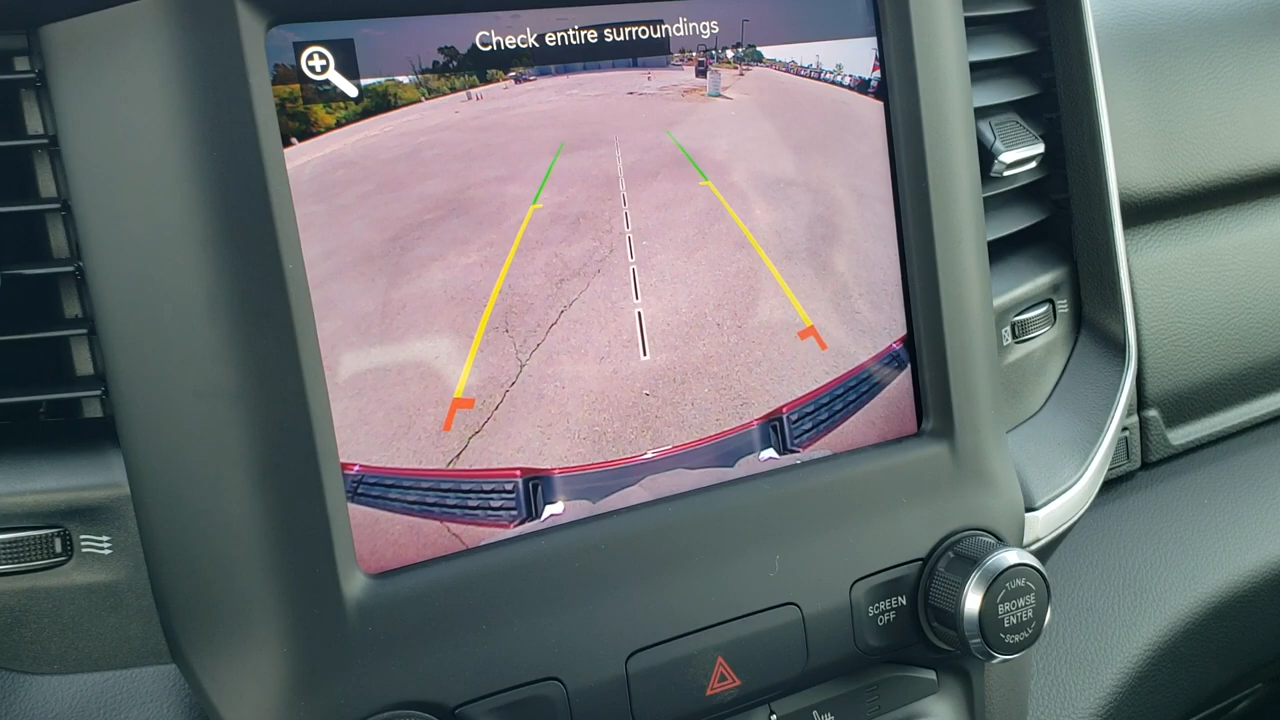 Check entire surroundings
SCREEN
OFF
TUNE
BROWSE
ENTER
SCROLL